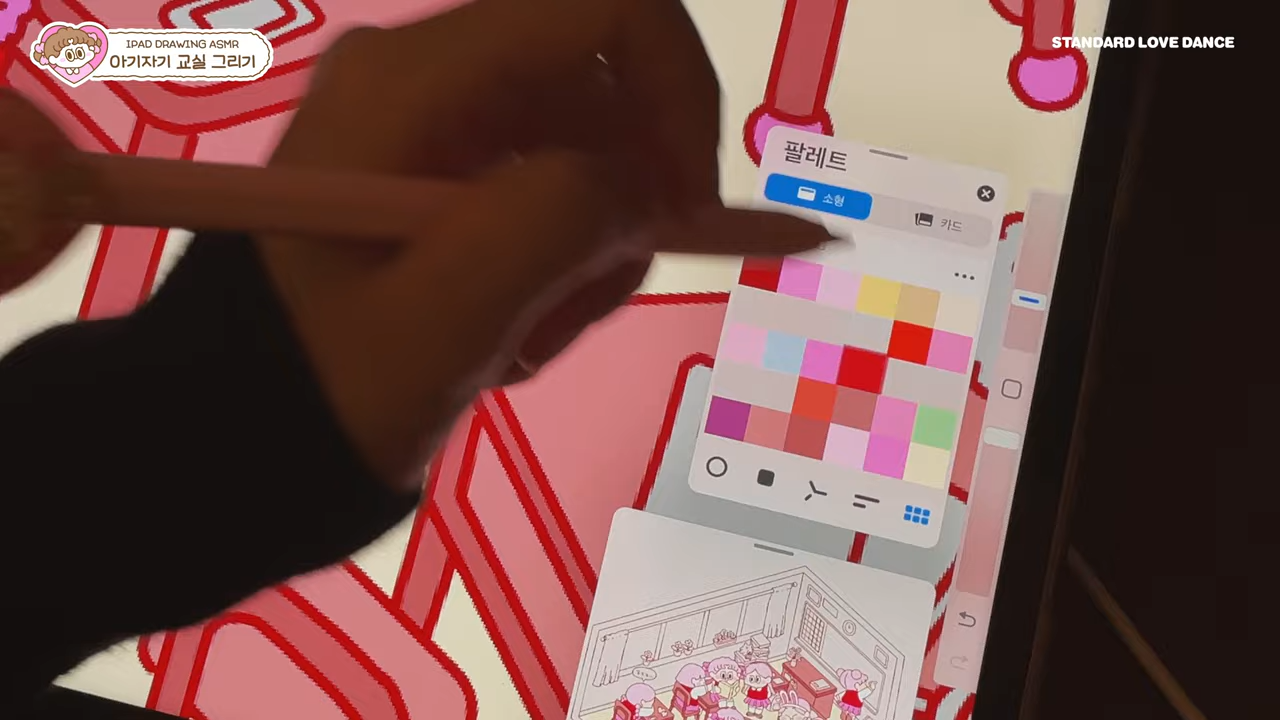 IPAD DRAWING ASMR
아기자기 교실 그리기
STANDARD LOVE DANCE
팔레트
소형
카드